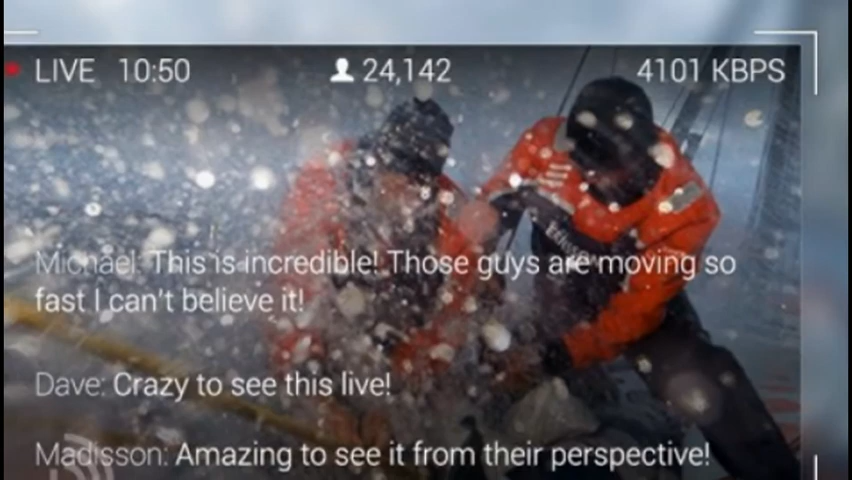 LIVE 10:50 24,142 4101 KBPS
Michael: This is incredible! Those guys are moving so
fast I can't believe it!
Dave: Crazy to see this live!
Madisson: Amazing to see it from their perspective!